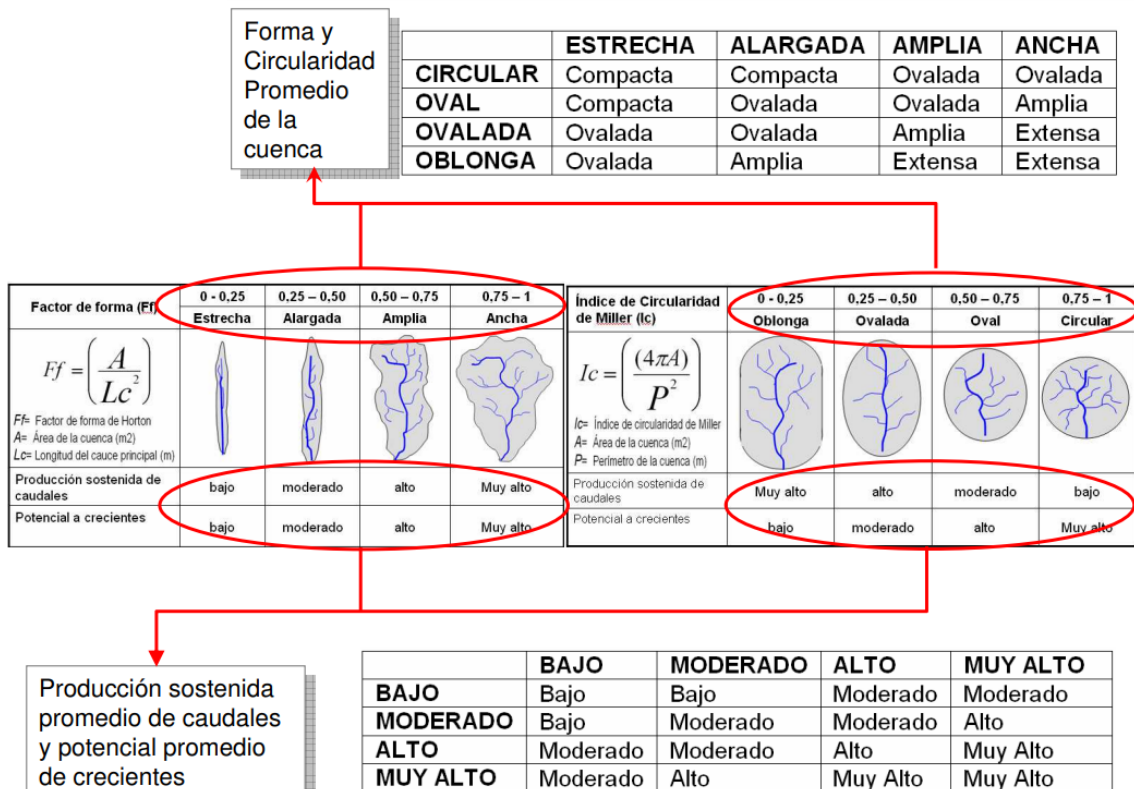 Forma y
Circularidad
Promedio
de la
cuenca
ESTRECHA ALARGADA AMPLIA ANCHA
CIRCULAR Compacta Compacta Ovalada Ovalada
OVAL Compacta Ovalada Ovalada Amplia
OVALADA Ovalada Ovalada Amplia Extensa
OBLONGA Ovalada Amplia Extensa Extensa
Factor de forma (Ff) 0 - 0,25 0,25 – 0,50 0,50 – 0,75 0,75 – 1
Estrecha Alargada Amplia Ancha
Ff = (A / Lc²)
Ff= Factor de forma de Horton
A= Área de la cuenca (m2)
Lc= Longitud del cauce principal (m)
Producción sostenida de
caudales bajo moderado alto Muy alto
Potencial a crecientes bajo moderado alto Muy alto
Índice de Circularidad
de Miller (Ic) 0 - 0,25 0,25 – 0,50 0,50 – 0,75 0,75 – 1
Oblonga Ovalada Oval Circular
Ic = ((4πA) / P²)
Ic= Índice de circularidad de Miller
A= Área de la cuenca (m2)
P= Perímetro de la cuenca (m)
Producción sostenida de
caudales Muy alto alto moderado bajo
Potencial a crecientes bajo moderado alto Muy alto
Producción sostenida
promedio de caudales
y potencial promedio
de crecientes
BAJO MODERADO ALTO MUY ALTO
BAJO Bajo Bajo Moderado Moderado
MODERADO Bajo Moderado Moderado Alto
ALTO Moderado Moderado Alto Muy Alto
MUY ALTO Moderado Alto Muy Alto Muy Alto